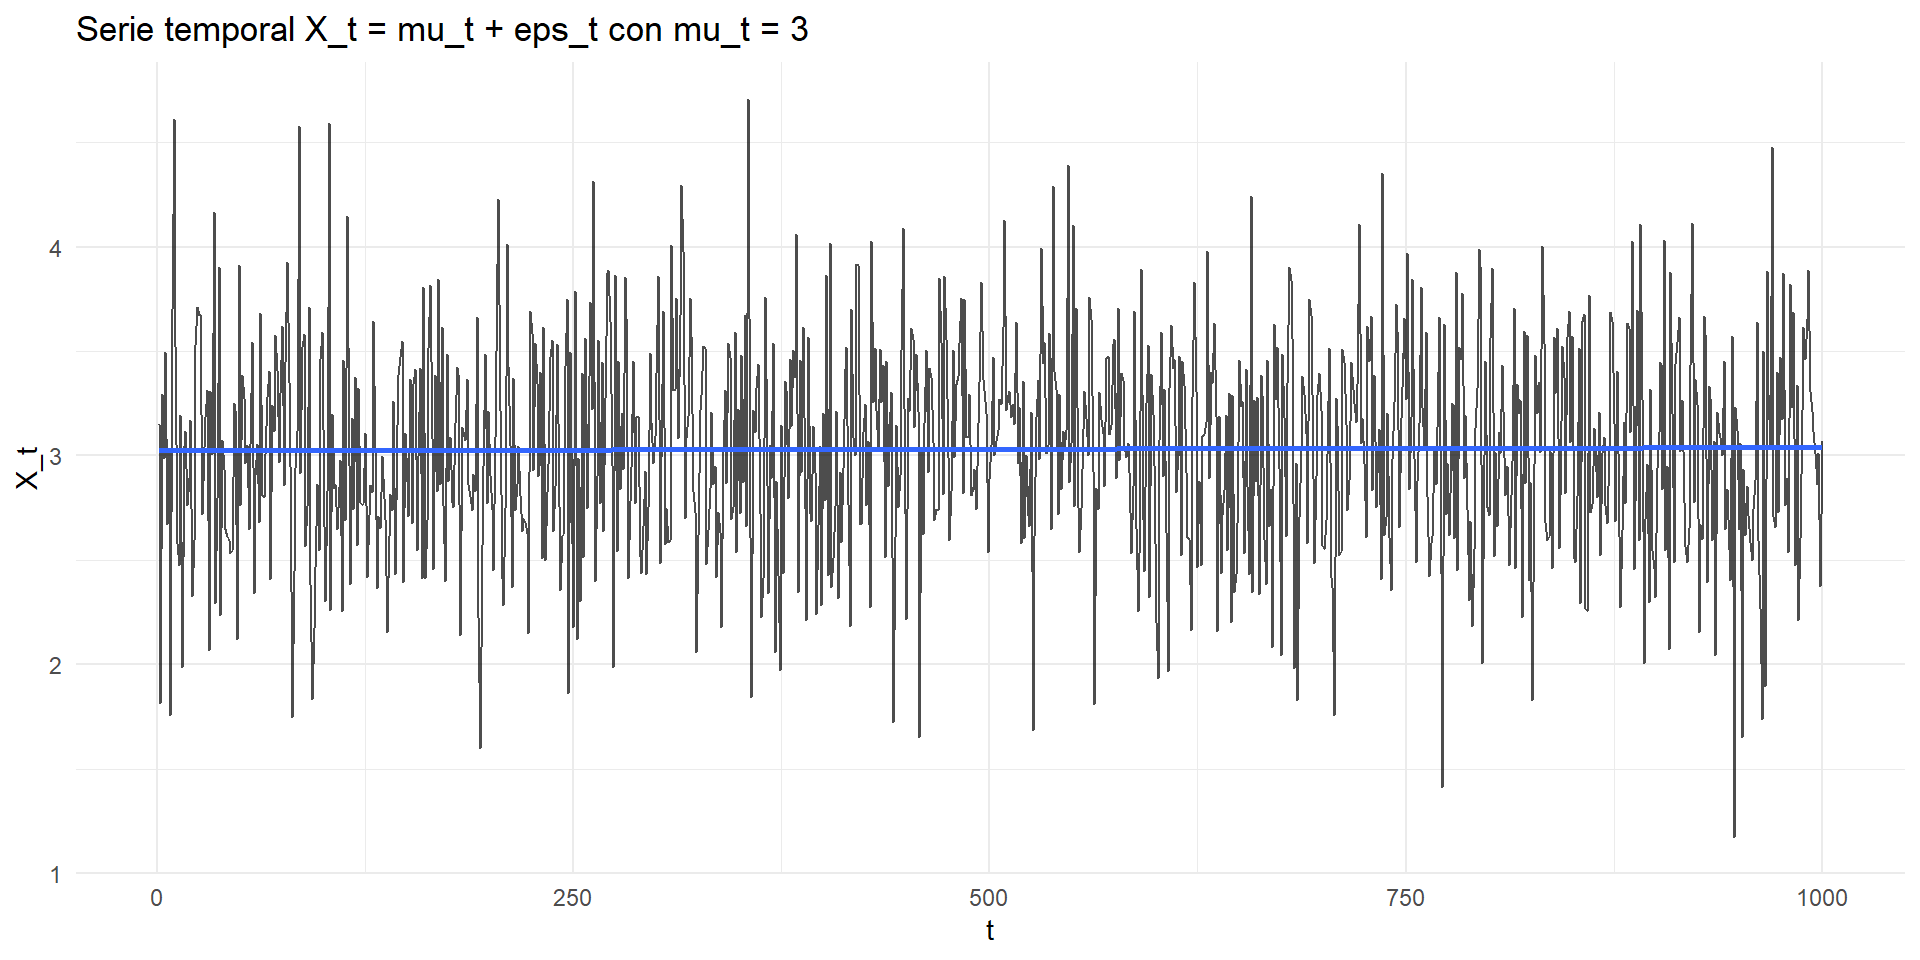 Serie temporal X_t = mu_t + eps_t con mu_t = 3
X_t
4
3
2
1
0 250 500 750 1000
t